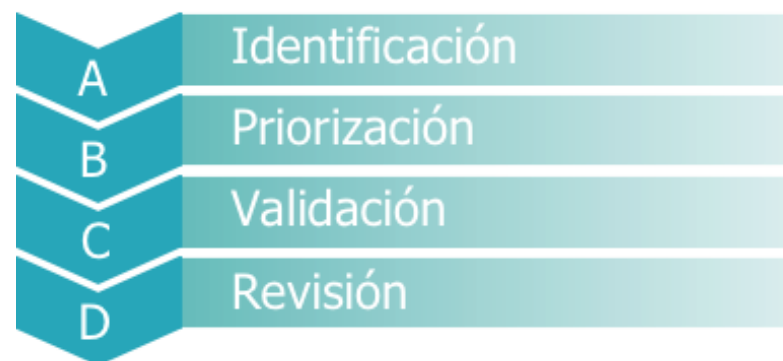 A Identificación
B Priorización
C Validación
D Revisión